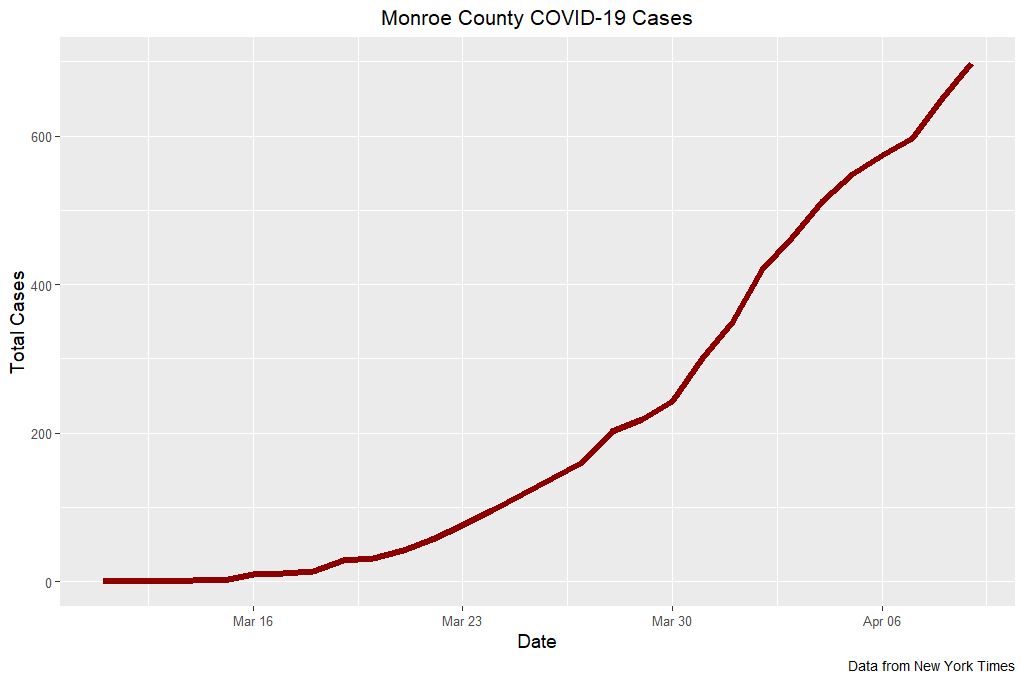 Monroe County COVID-19 Cases
Total Cases
600
400
200
0
Mar 16
Mar 23
Mar 30
Apr 06
Date
Data from New York Times